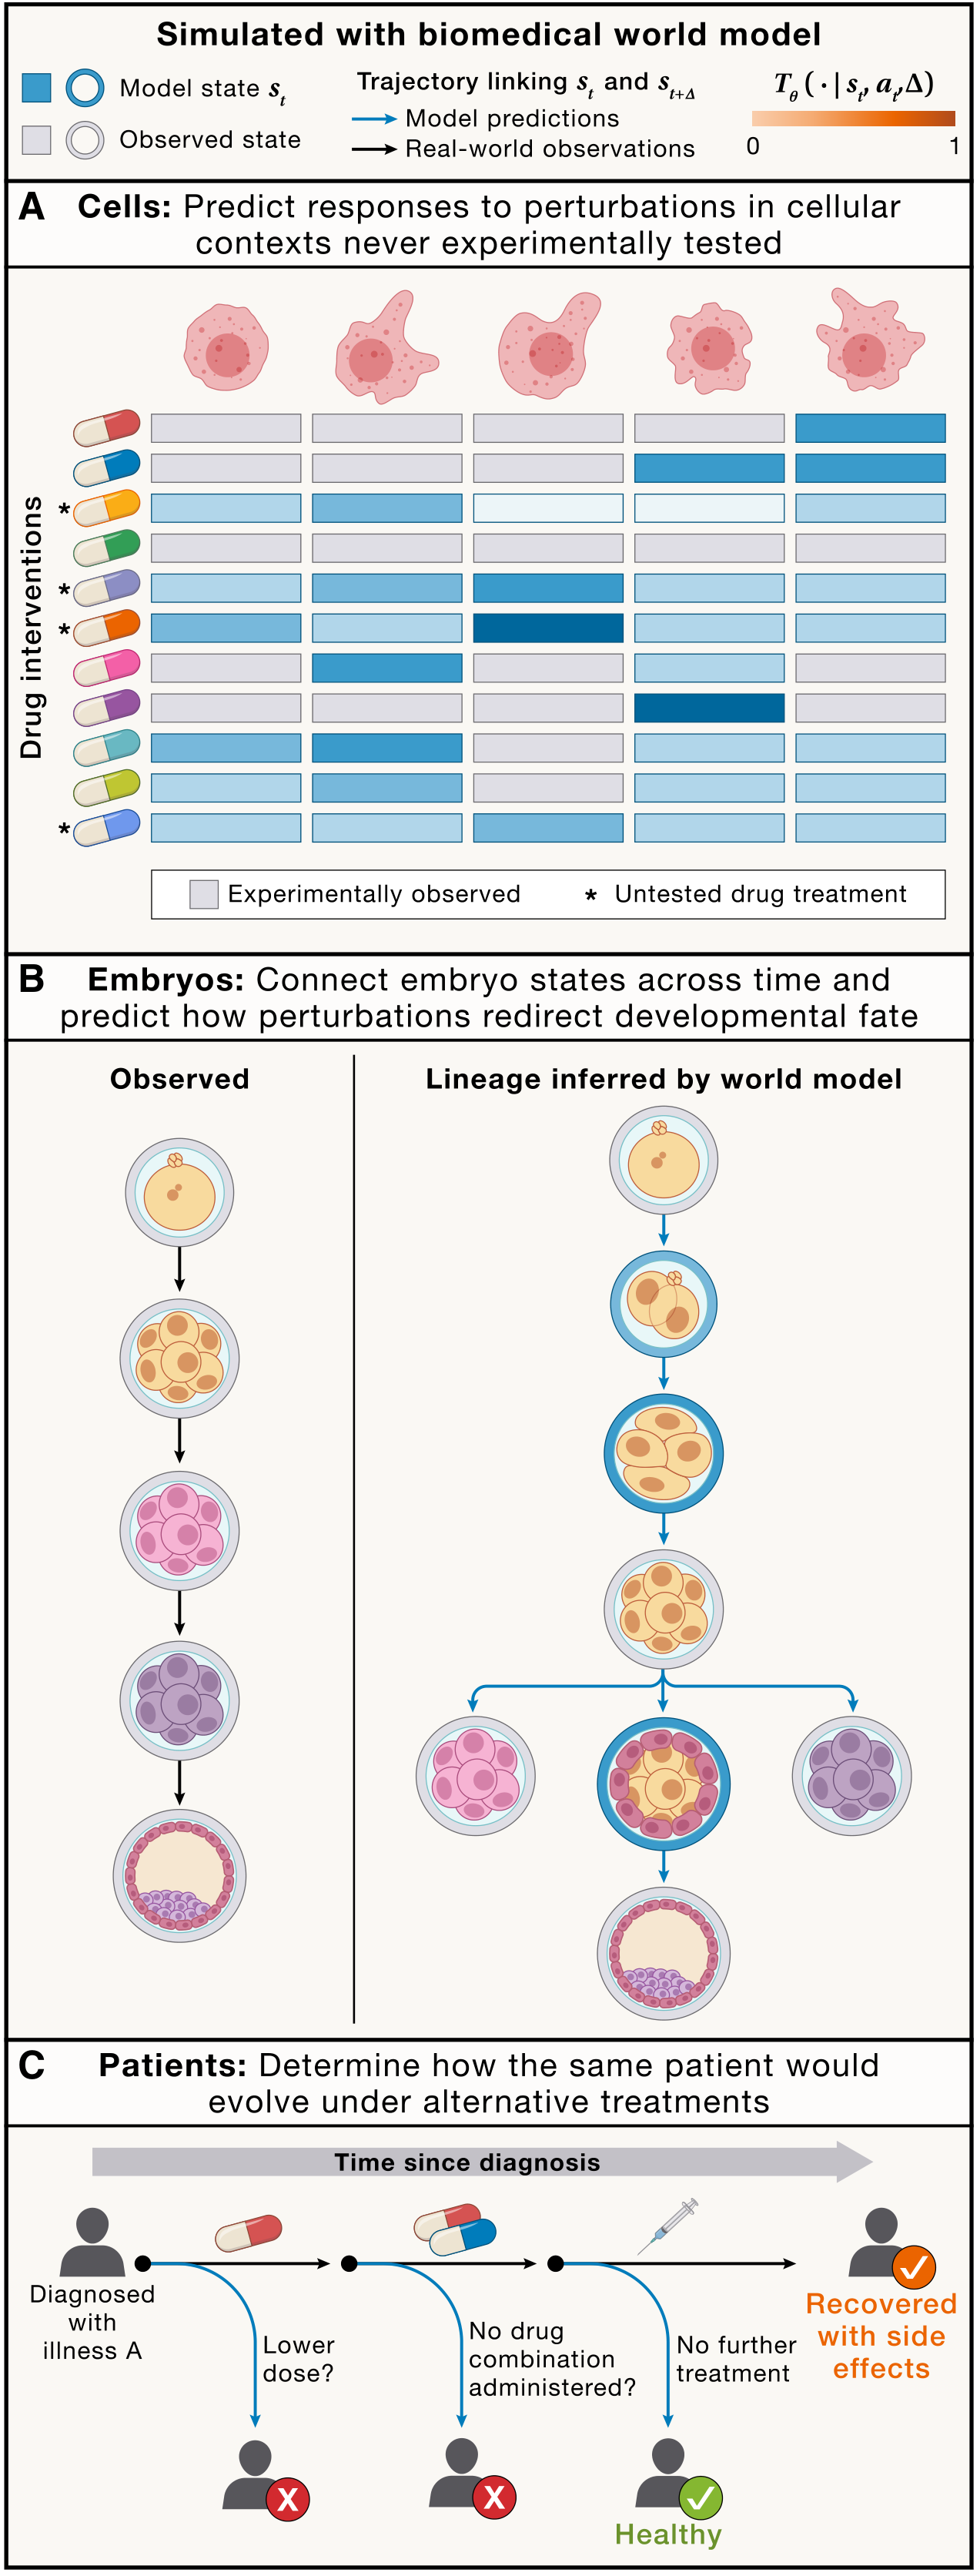 Simulated with biomedical world model
Model state s_t
Observed state
Trajectory linking s_t and s_{t+Δ}
Model predictions
Real-world observations
T_θ ( · | s_t, a_t, Δ)
0 1
A Cells: Predict responses to perturbations in cellular
contexts never experimentally tested
Drug interventions
*
*
*
*
Experimentally observed
* Untested drug treatment
B Embryos: Connect embryo states across time and
predict how perturbations redirect developmental fate
Observed
Lineage inferred by world model
C Patients: Determine how the same patient would
evolve under alternative treatments
Time since diagnosis
Diagnosed
with
illness A
Lower
dose?
No drug
combination
administered?
No further
treatment
Recovered
with side
effects
X
X
Healthy